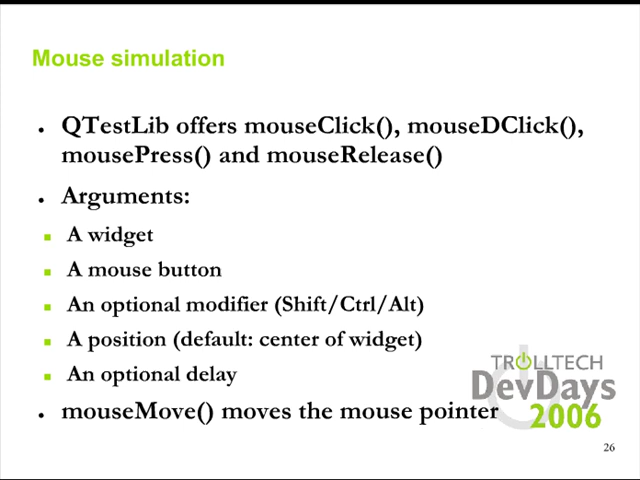 Mouse simulation
• QTestLib offers mouseClick(), mouseDClick(),
mousePress() and mouseRelease()
• Arguments:
▪ A widget
▪ A mouse button
▪ An optional modifier (Shift/Ctrl/Alt)
▪ A position (default: center of widget)
▪ An optional delay
• mouseMove() moves the mouse pointer
TROLLTECH
DevDays
2006
26